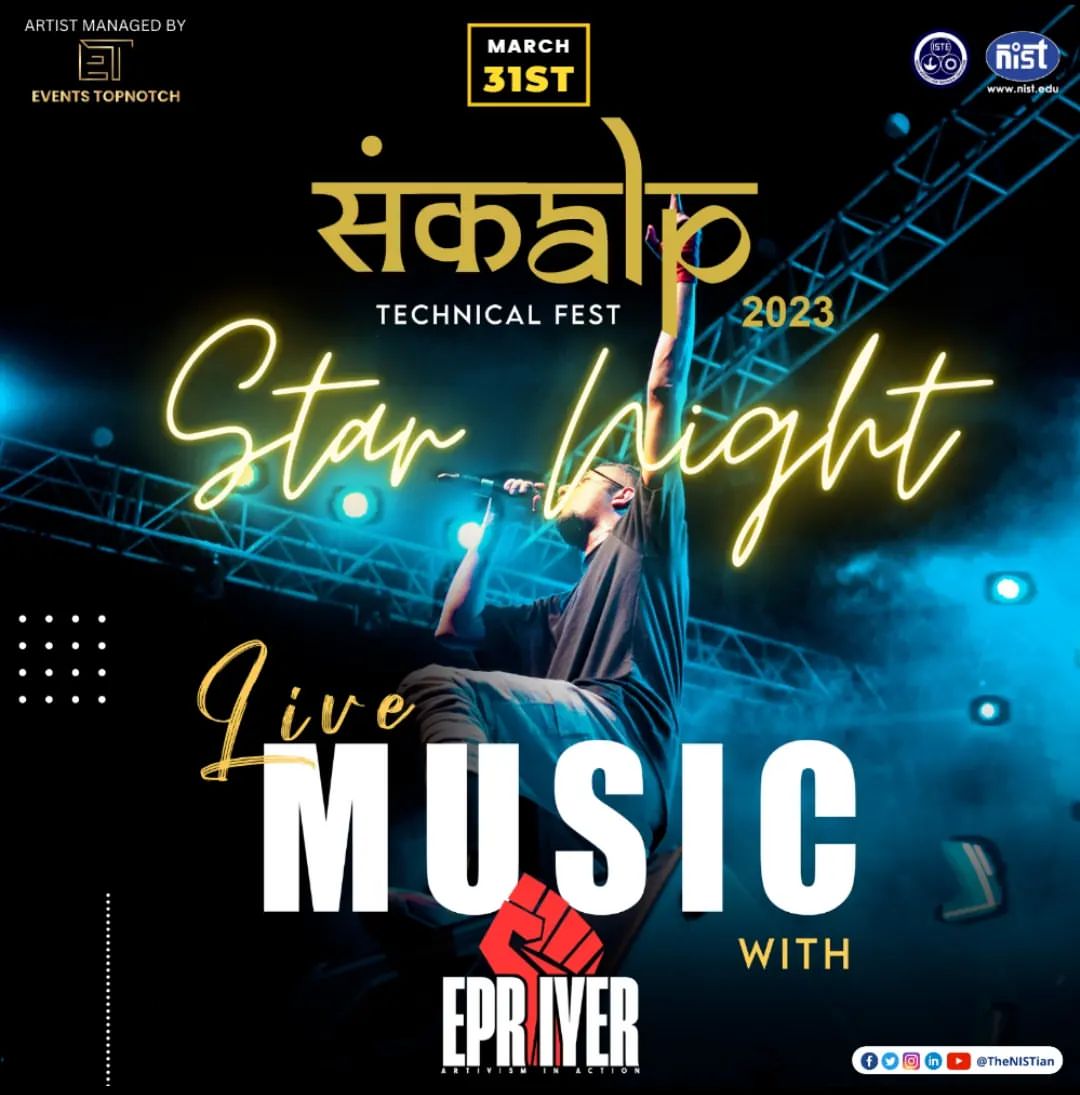 ARTIST MANAGED BY
ET
EVENTS TOPNOTCH
MARCH
31ST
ISTE
nist
www.nist.edu
संकalp
TECHNICAL FEST
2023
Star Night
Live
MUSIC
WITH
EPR IYER
ARTIVISM IN ACTION
@TheNISTian